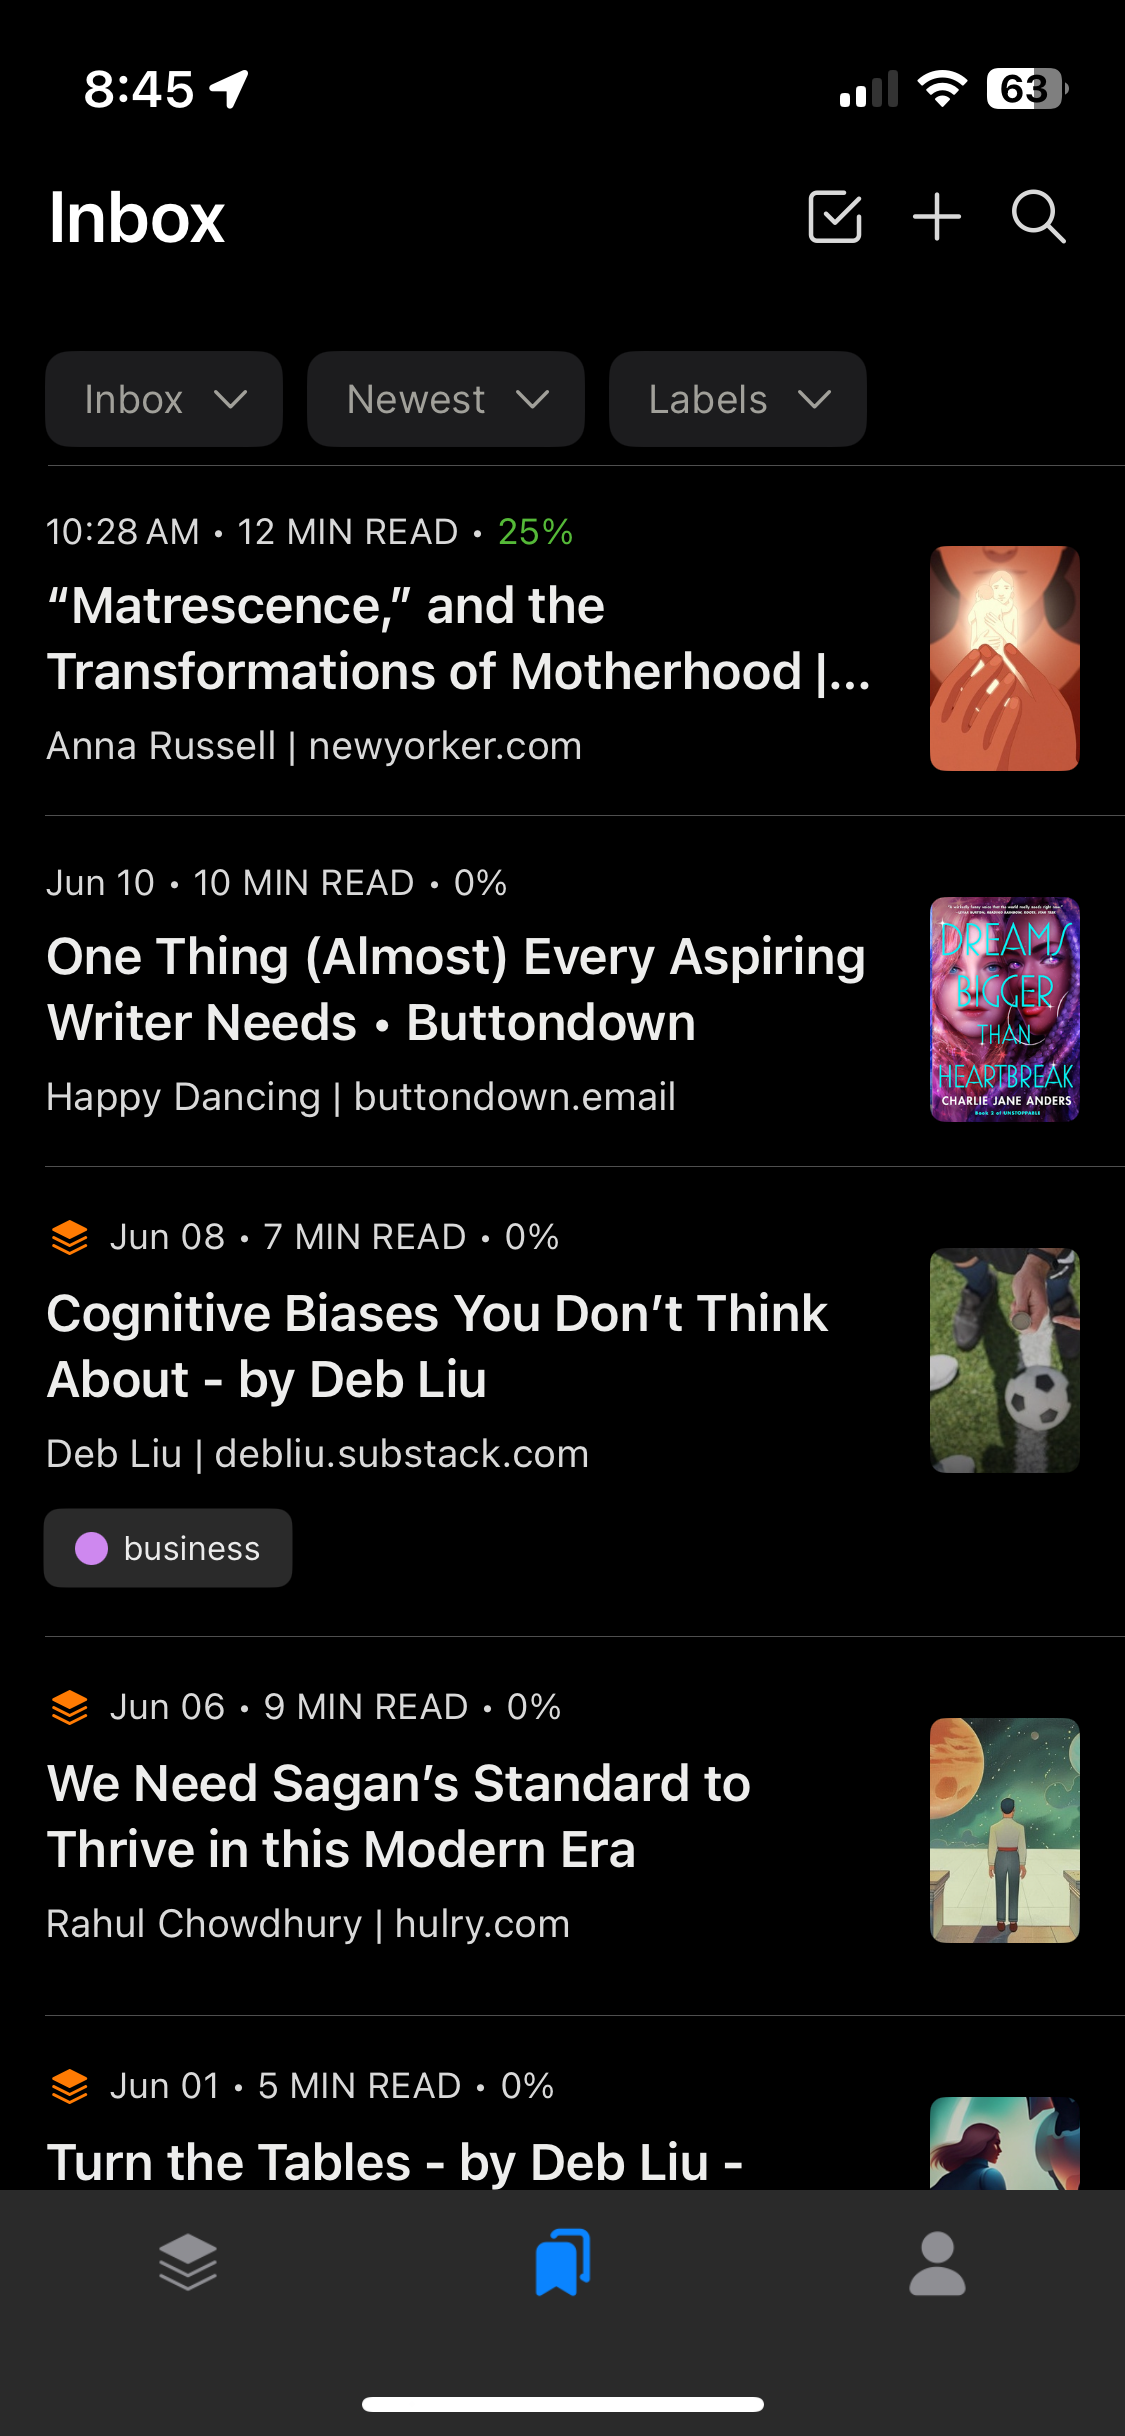 8:45
63
Inbox
Inbox
Newest
Labels
10:28 AM • 12 MIN READ • 25%
“Matrescence,” and the
Transformations of Motherhood |...
Anna Russell | newyorker.com
Jun 10 • 10 MIN READ • 0%
One Thing (Almost) Every Aspiring
Writer Needs • Buttondown
Happy Dancing | buttondown.email
DREAMS
BIGGER
THAN
HEARTBREAK
CHARLIE JANE ANDERS
Book 2 of UNSTOPPABLE
Jun 08 • 7 MIN READ • 0%
Cognitive Biases You Don’t Think
About - by Deb Liu
Deb Liu | debliu.substack.com
business
Jun 06 • 9 MIN READ • 0%
We Need Sagan’s Standard to
Thrive in this Modern Era
Rahul Chowdhury | hulry.com
Jun 01 • 5 MIN READ • 0%
Turn the Tables - by Deb Liu -